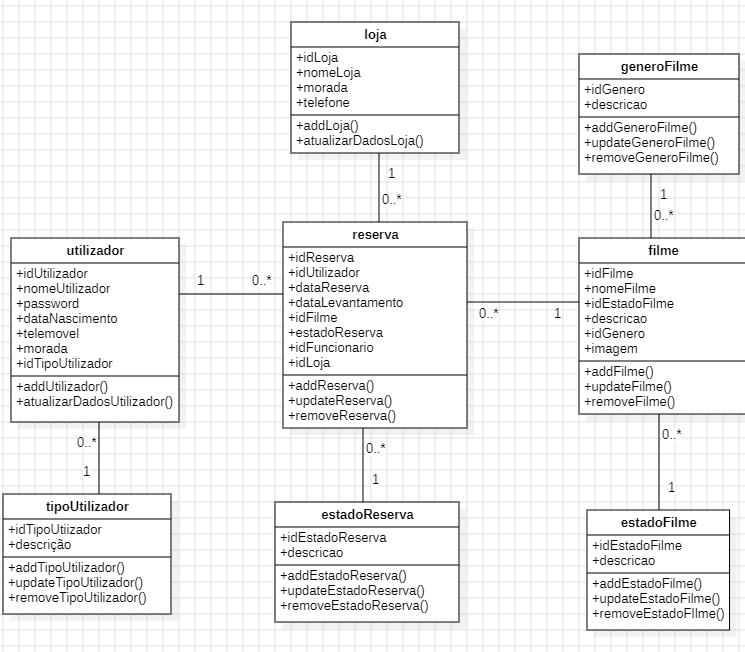 loja
+idLoja
+nomeLoja
+morada
+telefone
+addLoja()
+atualizarDadosLoja()
1
0..*
generoFilme
+idGenero
+descricao
+addGeneroFilme()
+updateGeneroFilme()
+removeGeneroFilme()
1
0..*
utilizador
+idUtilizador
+nomeUtilizador
+password
+dataNascimento
+telemovel
+morada
+idTipoUtilizador
+addUtilizador()
+atualizarDadosUtilizador()
1
0..*
reserva
+idReserva
+idUtilizador
+dataReserva
+dataLevantamento
+idFilme
+estadoReserva
+idFuncionario
+idLoja
+addReserva()
+updateReserva()
+removeReserva()
0..*
1
filme
+idFilme
+nomeFilme
+idEstadoFilme
+descricao
+idGenero
+imagem
+addFilme()
+updateFilme()
+removeFilme()
0..*
1
tipoUtilizador
+idTipoUtiizador
+descrição
+addTipoUtilizador()
+updateTipoUtilizador()
+removeTipoUtilizador()
0..*
1
estadoReserva
+idEstadoReserva
+descricao
+addEstadoReserva()
+updateEstadoReserva()
+removeEstadoReserva()
0..*
1
estadoFilme
+idEstadoFilme
+descricao
+addEstadoFilme()
+updateEstadoFilme()
+removeEstadoFIlme()